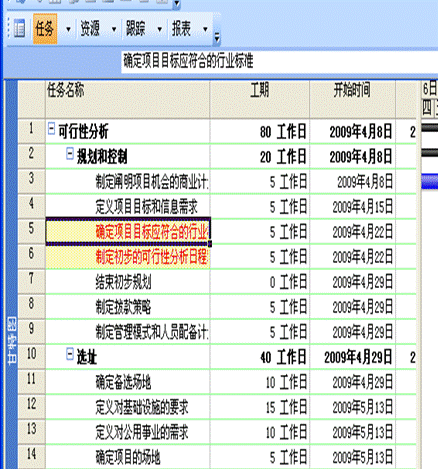 任务 资源 跟踪 报表
确定项目目标应符合的行业标准
任务名称 工期 开始时间 6日
四 五
1 可行性分析 80 工作日 2009年4月8日 2
2 规划和控制 20 工作日 2009年4月8日
3 制定阐明项目机会的商业计 5 工作日 2009年4月8日
4 定义项目目标和信息需求 5 工作日 2009年4月15日
5 确定项目目标应符合的行业 5 工作日 2009年4月22日
6 制定初步的可行性分析日程 5 工作日 2009年4月22日
7 结束初步规划 0 工作日 2009年4月29日
8 制定拨款策略 5 工作日 2009年4月29日
9 制定管理模式和人员配备计 5 工作日 2009年4月29日
10 选址 40 工作日 2009年4月29日 2
11 确定备选场地 10 工作日 2009年4月29日
12 定义对基础设施的要求 15 工作日 2009年5月13日
13 定义对公用事业的需求 10 工作日 2009年5月13日
14 确定项目的场地 5 工作日 2009年5月13日
甘特图